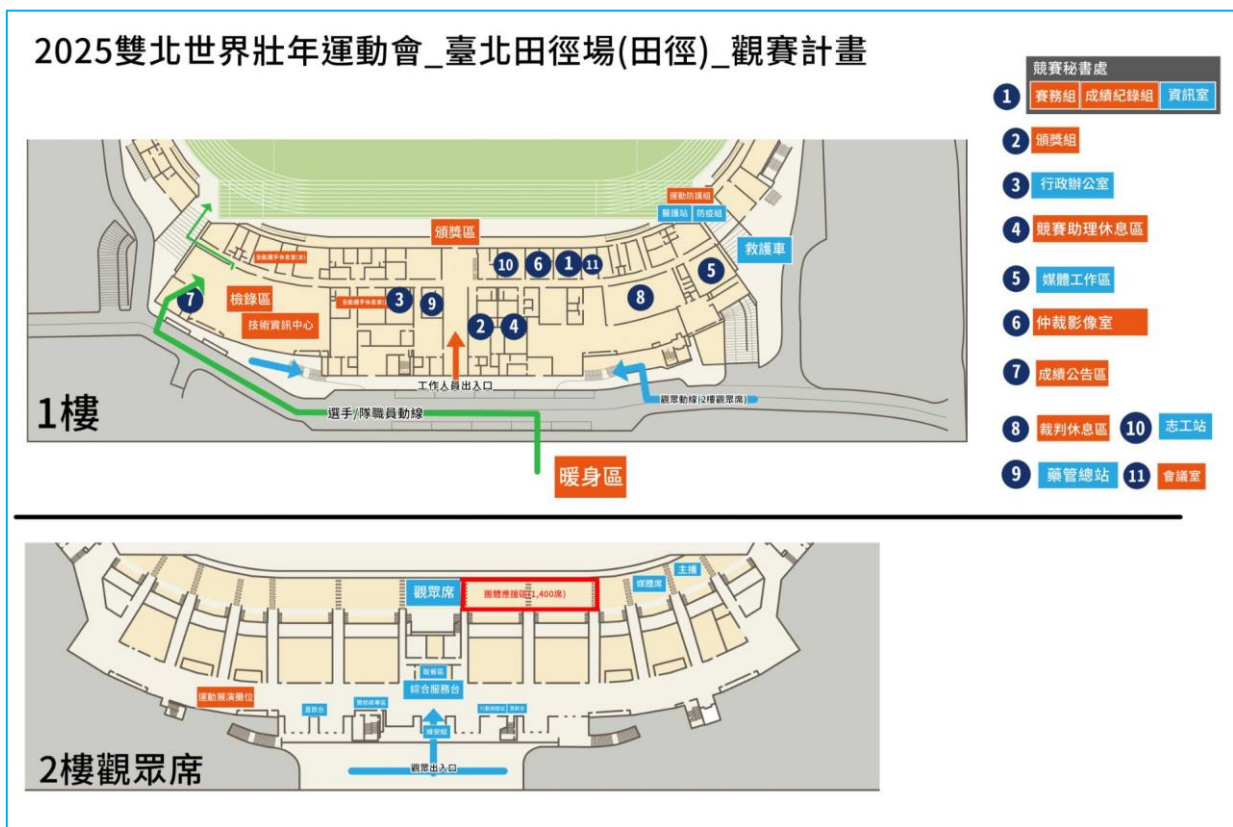 2025雙北世界壯年運動會_臺北田徑場(田徑)_觀賽計畫
競賽秘書處
1 賽務組 成績紀錄組 資訊室
2 頒獎組
3 行政辦公室
4 競賽助理休息區
5 媒體工作區
6 仲裁影像室
7 成績公告區
8 裁判休息區 10 志工站
9 藥管總站 11 會議室
運動防護組
醫護站 防疫組
頒獎區
救護車
10 6 1 11
5
7
檢錄區
3
9
8
技術資訊中心
2 4
工作人員出入口
選手/隊職員動線
觀眾動線(2樓觀眾席)
1樓
暖身區
主播
媒體席
觀眾席
團體應援區(1,400席)
綜合服務台
運動展演攤位
觀眾出入口
2樓觀眾席